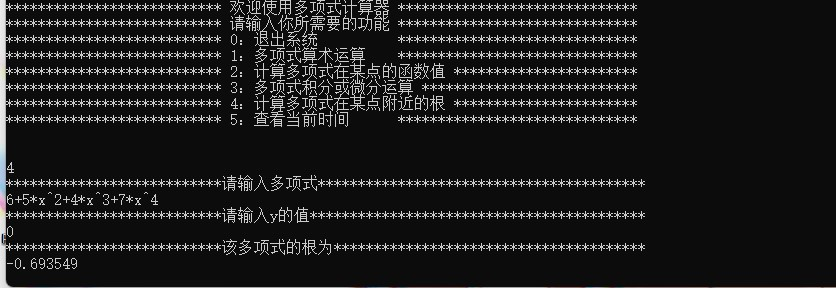 *************************** 欢迎使用多项式计算器 ******************************
*************************** 请输入你所需要的功能 ******************************
*************************** 0：退出系统          ******************************
*************************** 1：多项式算术运算    ******************************
*************************** 2：计算多项式在某点的函数值 ***********************
*************************** 3：多项式积分或微分运算 ***************************
*************************** 4：计算多项式在某点附近的根 ***********************
*************************** 5：查看当前时间      ******************************
4
***************************请输入多项式*****************************************
6+5*x^2+4*x^3+7*x^4
***************************请输入y的值******************************************
0
***************************该多项式的根为***************************************
-0.693549